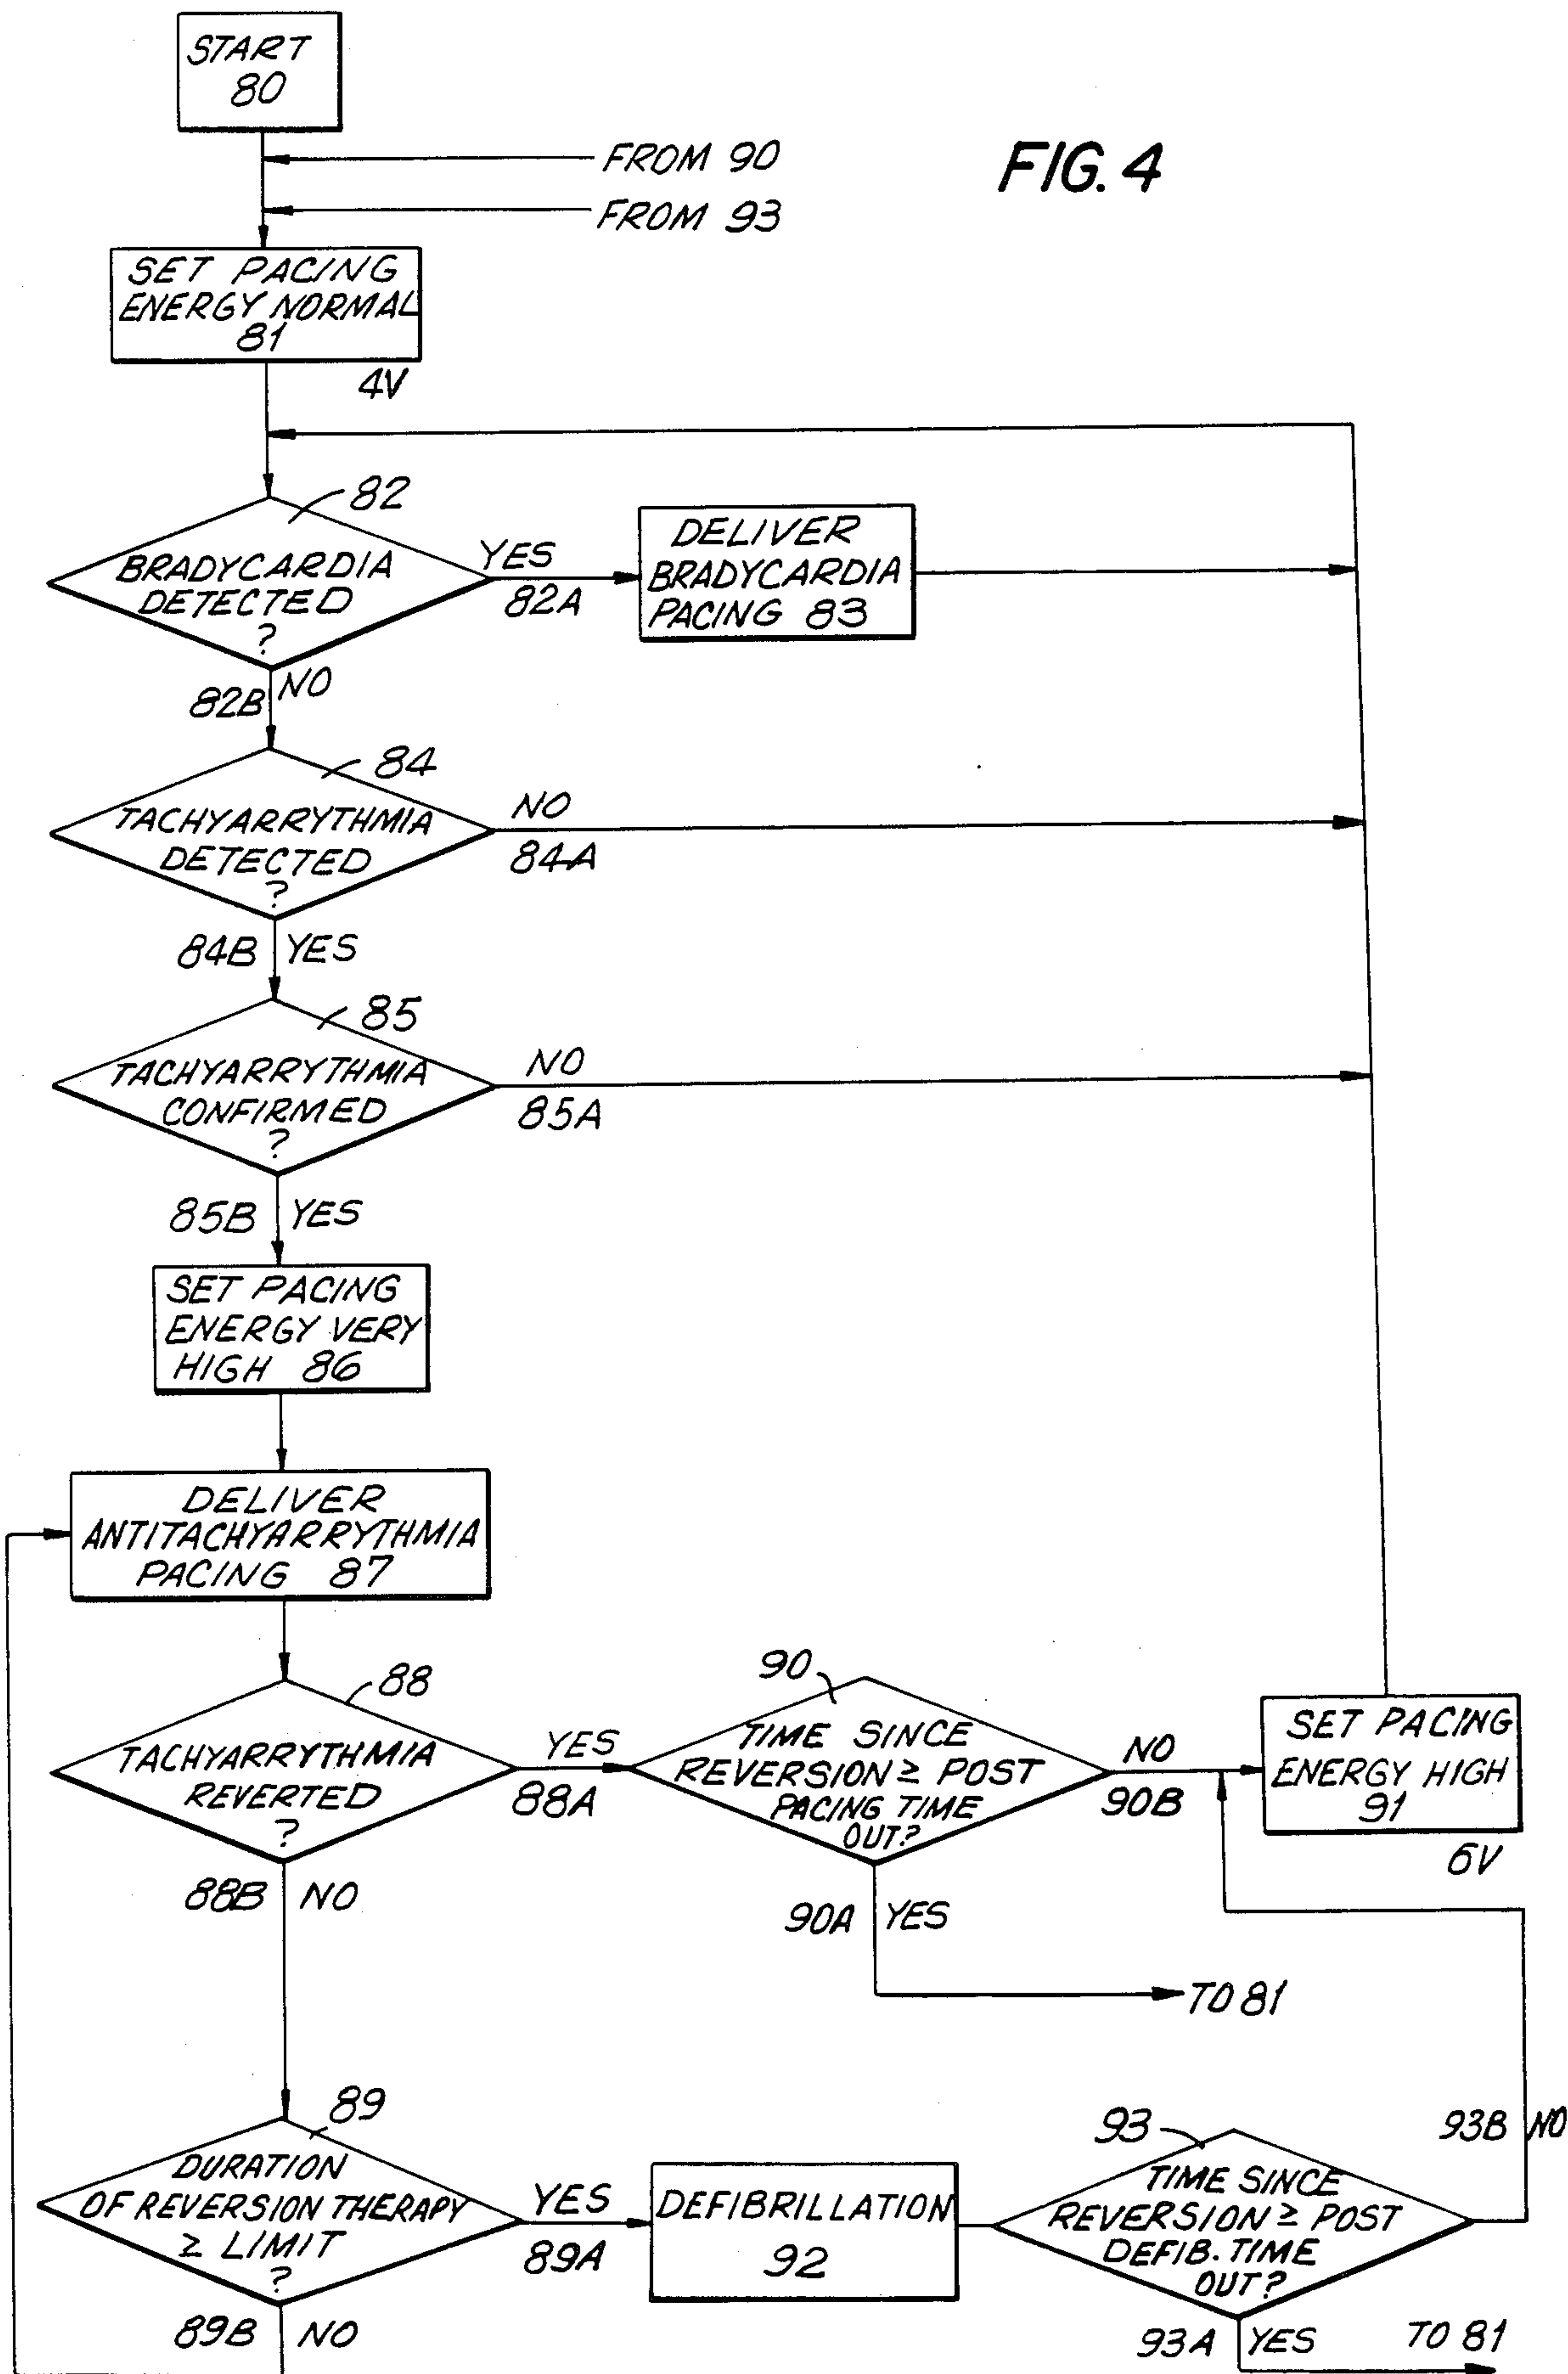 START
80
FROM 90
FIG. 4
FROM 93
SET PACING
ENERGY NORMAL
81
4V
82
BRADYCARDIA
DETECTED
?
YES
82A
DELIVER
BRADYCARDIA
PACING 83
82B NO
84
TACHYARRYTHMIA
DETECTED
?
NO
84A
84B YES
85
TACHYARRYTHMIA
CONFIRMED
?
NO
85A
85B YES
SET PACING
ENERGY VERY
HIGH 86
DELIVER
ANTITACHYARRYTHMIA
PACING 87
88
TACHYARRYTHMIA
REVERTED
?
YES
88A
90
TIME SINCE
REVERSION ≥ POST
PACING TIME
OUT?
NO
90B
SET PACING
ENERGY HIGH
91
6V
88B NO
90A YES
TO 81
89
DURATION
OF REVERSION THERAPY
≥ LIMIT
?
YES
89A
DEFIBRILLATION
92
93
TIME SINCE
REVERSION ≥ POST
DEFIB. TIME
OUT?
93B NO
89B NO
93A YES
TO 81